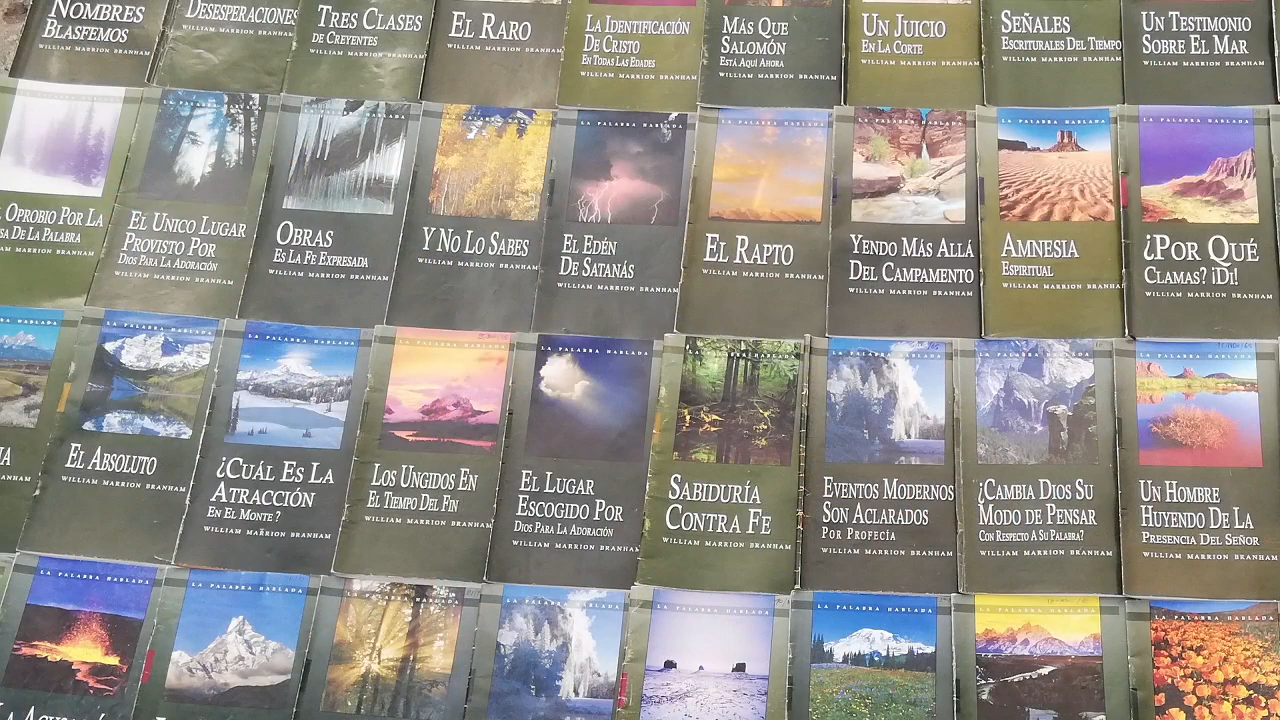 NOMBRES
BLASFEMOS
WILLIAM MARRION BRANHAM
DESESPERACIONES
WILLIAM MARRION BRANHAM
TRES CLASES
DE CREYENTES
WILLIAM MARRION BRANHAM
EL RARO
WILLIAM MARRION BRANHAM
LA IDENTIFICACIÓN
DE CRISTO
EN TODAS LAS EDADES
WILLIAM MARRION BRANHAM
MÁS QUE
SALOMÓN
ESTÁ AQUÍ AHORA
WILLIAM MARRION BRANHAM
UN JUICIO
EN LA CORTE
WILLIAM MARRION BRANHAM
SEÑALES
ESCRITURALES DEL TIEMPO
WILLIAM MARRION BRANHAM
UN TESTIMONIO
SOBRE EL MAR
WILLIAM MARRION BRANHAM
OPROBIO POR LA
DE LA PALABRA
MARRION BRANHAM
EL UNICO LUGAR
PROVISTO POR
DIOS PARA LA ADORACIÓN
WILLIAM MARRION BRANHAM
OBRAS
ES LA FE EXPRESADA
WILLIAM MARRION BRANHAM
Y NO LO SABES
WILLIAM MARRION BRANHAM
LA PALABRA HABLADA
EL EDÉN
DE SATANÁS
WILLIAM MARRION BRANHAM
LA PALABRA HABLADA
EL RAPTO
WILLIAM MARRION BRANHAM
LA PALABRA HABLADA
YENDO MÁS ALLÁ
DEL CAMPAMENTO
WILLIAM MARRION BRANHAM
LA PALABRA HABLADA
AMNESIA
ESPIRITUAL
WILLIAM MARRION BRANHAM
LA PALABRA HABLADA
¿POR QUÉ
CLAMAS? ¡DI!
WILLIAM MARRION BRANHAM
HABLADA
BRANHAM
LA PALABRA HABLADA
EL ABSOLUTO
WILLIAM MARRION BRANHAM
LA PALABRA HABLADA
¿CUÁL ES LA
ATRACCIÓN
EN EL MONTE?
WILLIAM MARRION BRANHAM
LA PALABRA HABLADA
LOS UNGIDOS EN
EL TIEMPO DEL FIN
WILLIAM MARRION BRANHAM
LA PALABRA HABLADA
EL LUGAR
ESCOGIDO POR
DIOS PARA LA ADORACIÓN
WILLIAM MARRION BRANHAM
LA PALABRA HABLADA
SABIDURÍA
CONTRA FE
WILLIAM MARRION BRANHAM
LA PALABRA HABLADA
EVENTOS MODERNOS
SON ACLARADOS
POR PROFECÍA
WILLIAM MARRION BRANHAM
LA PALABRA HABLADA
¿CAMBIA DIOS SU
MODO DE PENSAR
CON RESPECTO A SU PALABRA?
WILLIAM MARRION BRANHAM
LA PALABRA HABLADA
UN HOMBRE
HUYENDO DE LA
PRESENCIA DEL SEÑOR
WILLIAM MARRION BRANHAM
LA PALABRA HABLADA
LA PALABRA HABLADA
LA PALABRA HABLADA
LA PALABRA HABLADA
LA PALABRA HABLADA
LA PALABRA HABLADA
LA PALABRA HABLADA
LA PALABRA HABLADA